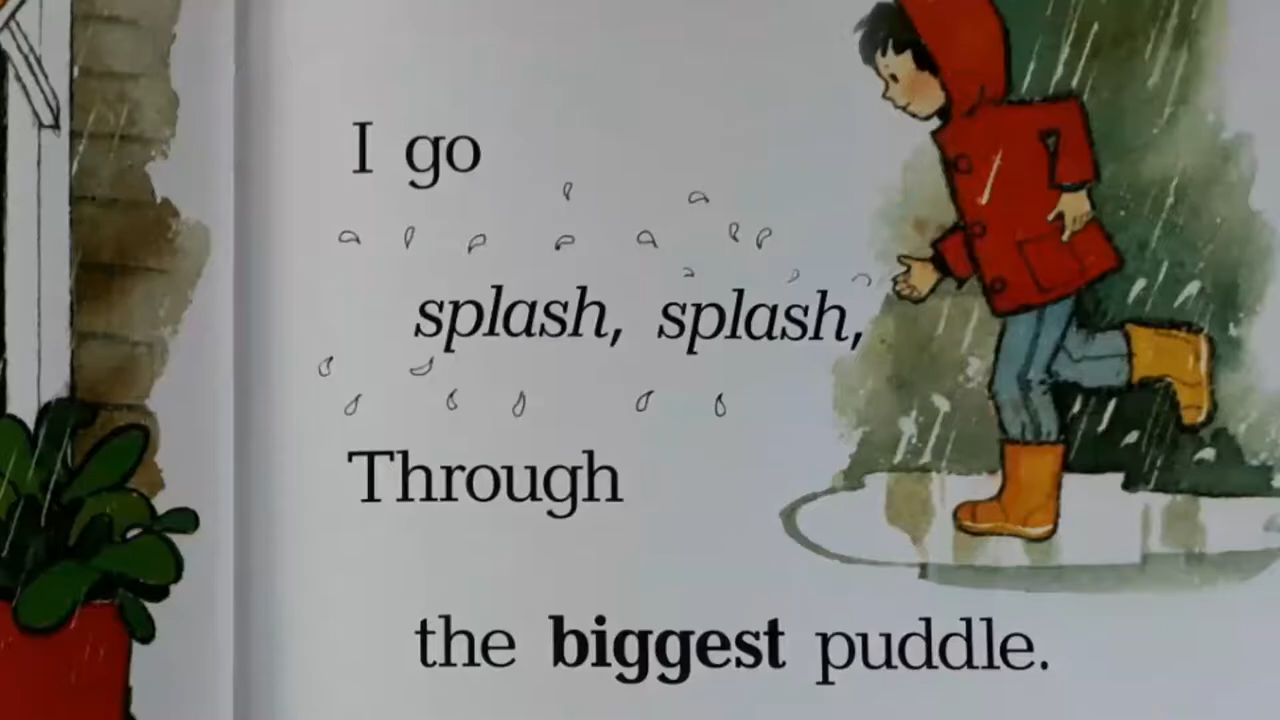 I go
splash, splash,
Through
the biggest puddle.